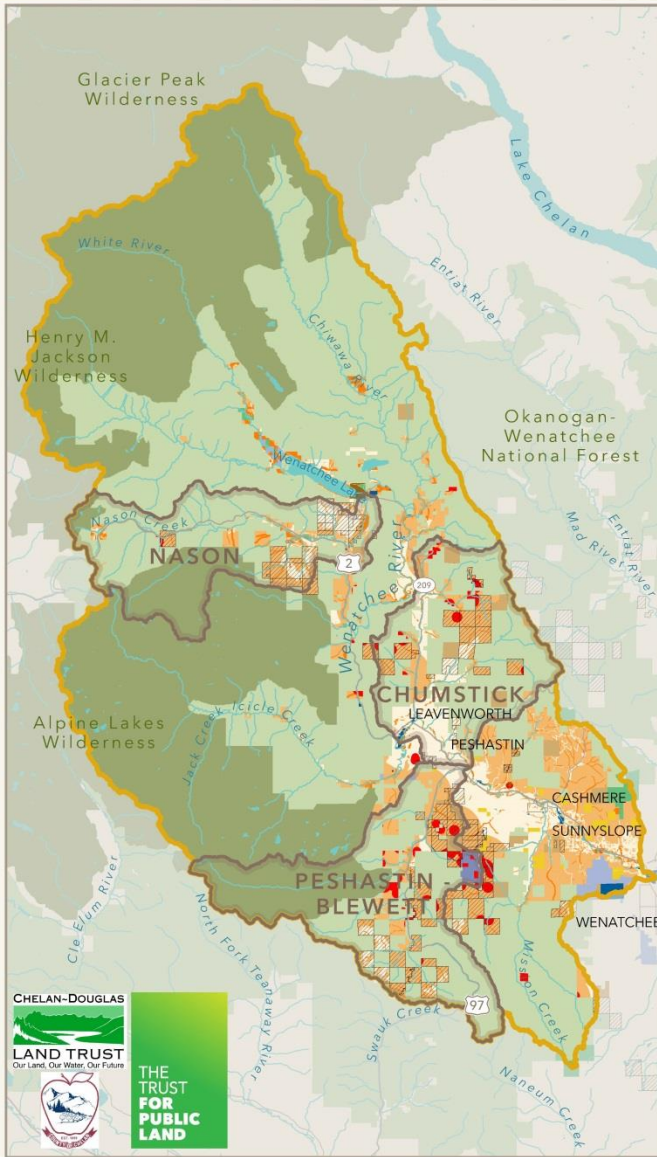 Glacier Peak
Wilderness
Lake Chelan
White River
Entiat River
Chiwawa River
Henry M.
Jackson
Wilderness
Okanogan-
Wenatchee
National Forest
Wenatchee La
Nason Creek
NASON
2
Wenatchee River
Entiat River
Mad River
209
CHUMSTICK
LEAVENWORTH
PESHASTIN
Alpine Lakes
Wilderness
Jack Creek
Icicle Creek
CASHMERE
SUNNYSLOPE
PESHASTIN -
BLEWETT
WENATCHEE
Cle Elum River
North Fork Teanaway River
Mission Creek
97
Swauk Creek
Naneum Creek
CHELAN~DOUGLAS
LAND TRUST
Our Land, Our Water, Our Future
THE
TRUST
FOR
PUBLIC
LAND